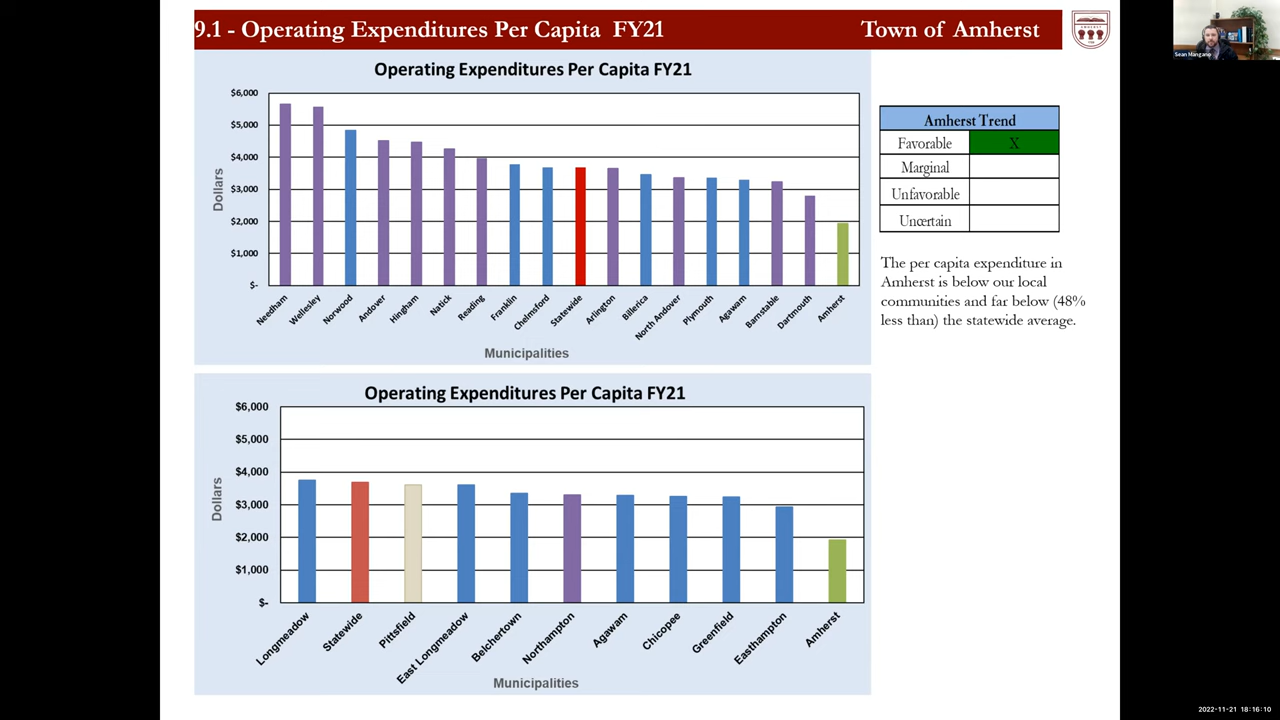 9.1 - Operating Expenditures Per Capita FY21
Town of Amherst
Sean Mangano
Operating Expenditures Per Capita FY21
$6,000
$5,000
$4,000
$3,000
$2,000
$1,000
$-
Dollars
Needham
Wellesley
Norwood
Andover
Hingham
Natick
Reading
Franklin
Chelmsford
Statewide
Arlington
Billerica
North Andover
Plymouth
Agawam
Barnstable
Dartmouth
Amherst
Municipalities
Amherst Trend
Favorable X
Marginal
Unfavorable
Uncertain
The per capita expenditure in
Amherst is below our local
communities and far below (48%
less than) the statewide average.
Operating Expenditures Per Capita FY21
$6,000
$5,000
$4,000
$3,000
$2,000
$1,000
$-
Dollars
Longmeadow
Statewide
Pittsfield
East Longmeadow
Belchertown
Northampton
Agawam
Chicopee
Greenfield
Easthampton
Amherst
Municipalities
2022-11-21 18:16:10